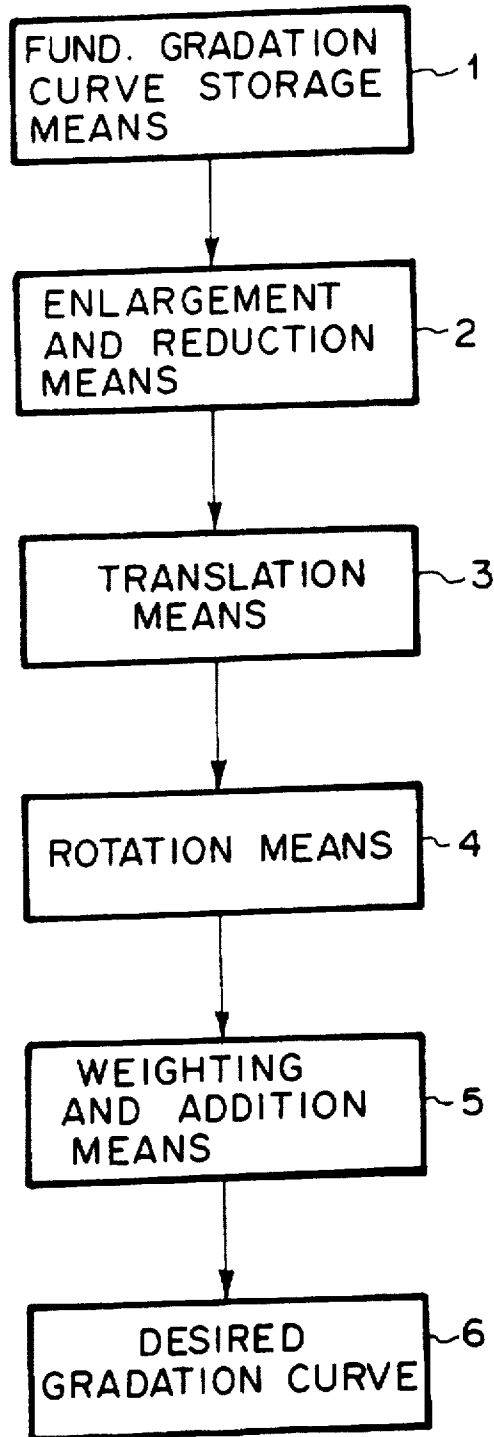 FUND. GRADATION
CURVE STORAGE
MEANS
1
ENLARGEMENT
AND REDUCTION
MEANS
2
TRANSLATION
MEANS
3
ROTATION MEANS
4
WEIGHTING
AND ADDITION
MEANS
5
DESIRED
GRADATION CURVE
6